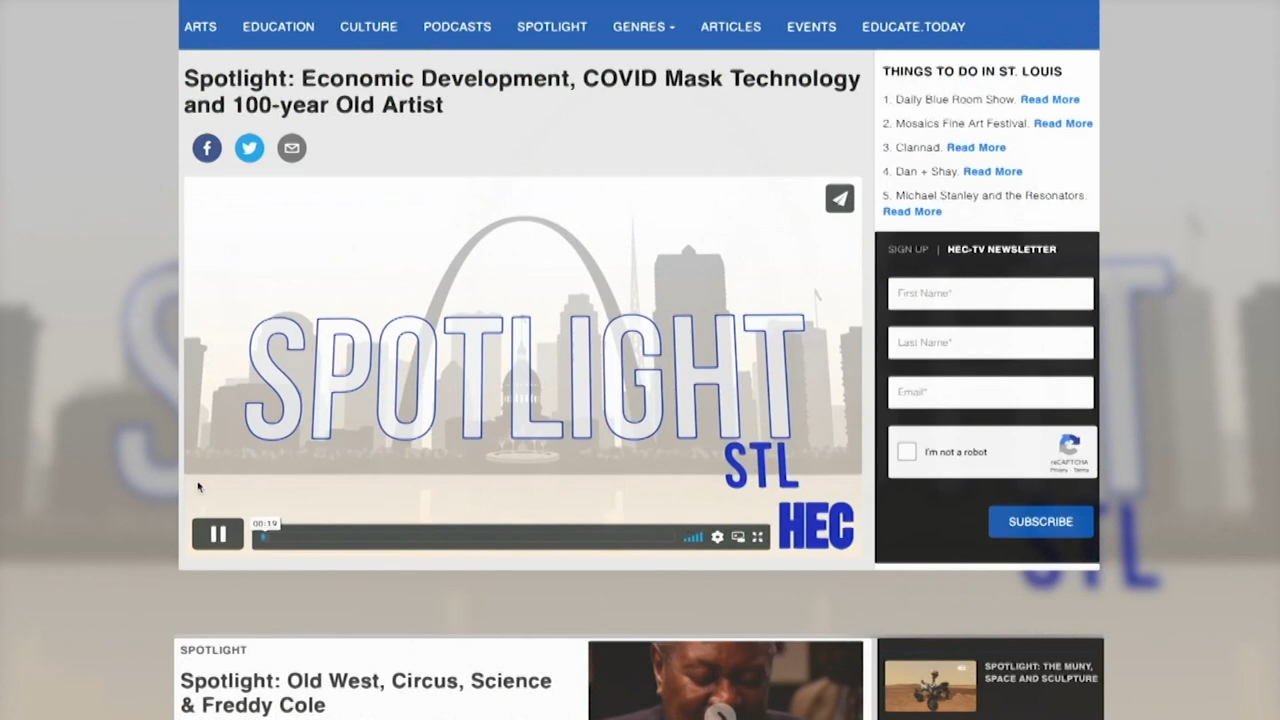 ARTS EDUCATION CULTURE PODCASTS SPOTLIGHT GENRES ARTICLES EVENTS EDUCATE.TODAY
Spotlight: Economic Development, COVID Mask Technology
and 100-year Old Artist
SPOTLIGHT
STL
HEC
00:19
THINGS TO DO IN ST. LOUIS
1. Daily Blue Room Show. Read More
2. Mosaics Fine Art Festival. Read More
3. Clannad. Read More
4. Dan + Shay. Read More
5. Michael Stanley and the Resonators.
Read More
SIGN UP | HEC-TV NEWSLETTER
First Name*
Last Name*
Email*
I'm not a robot
reCAPTCHA
Privacy - Terms
SUBSCRIBE
STL
SPOTLIGHT
Spotlight: Old West, Circus, Science
& Freddy Cole
SPOTLIGHT: THE MUNY,
SPACE AND SCULPTURE